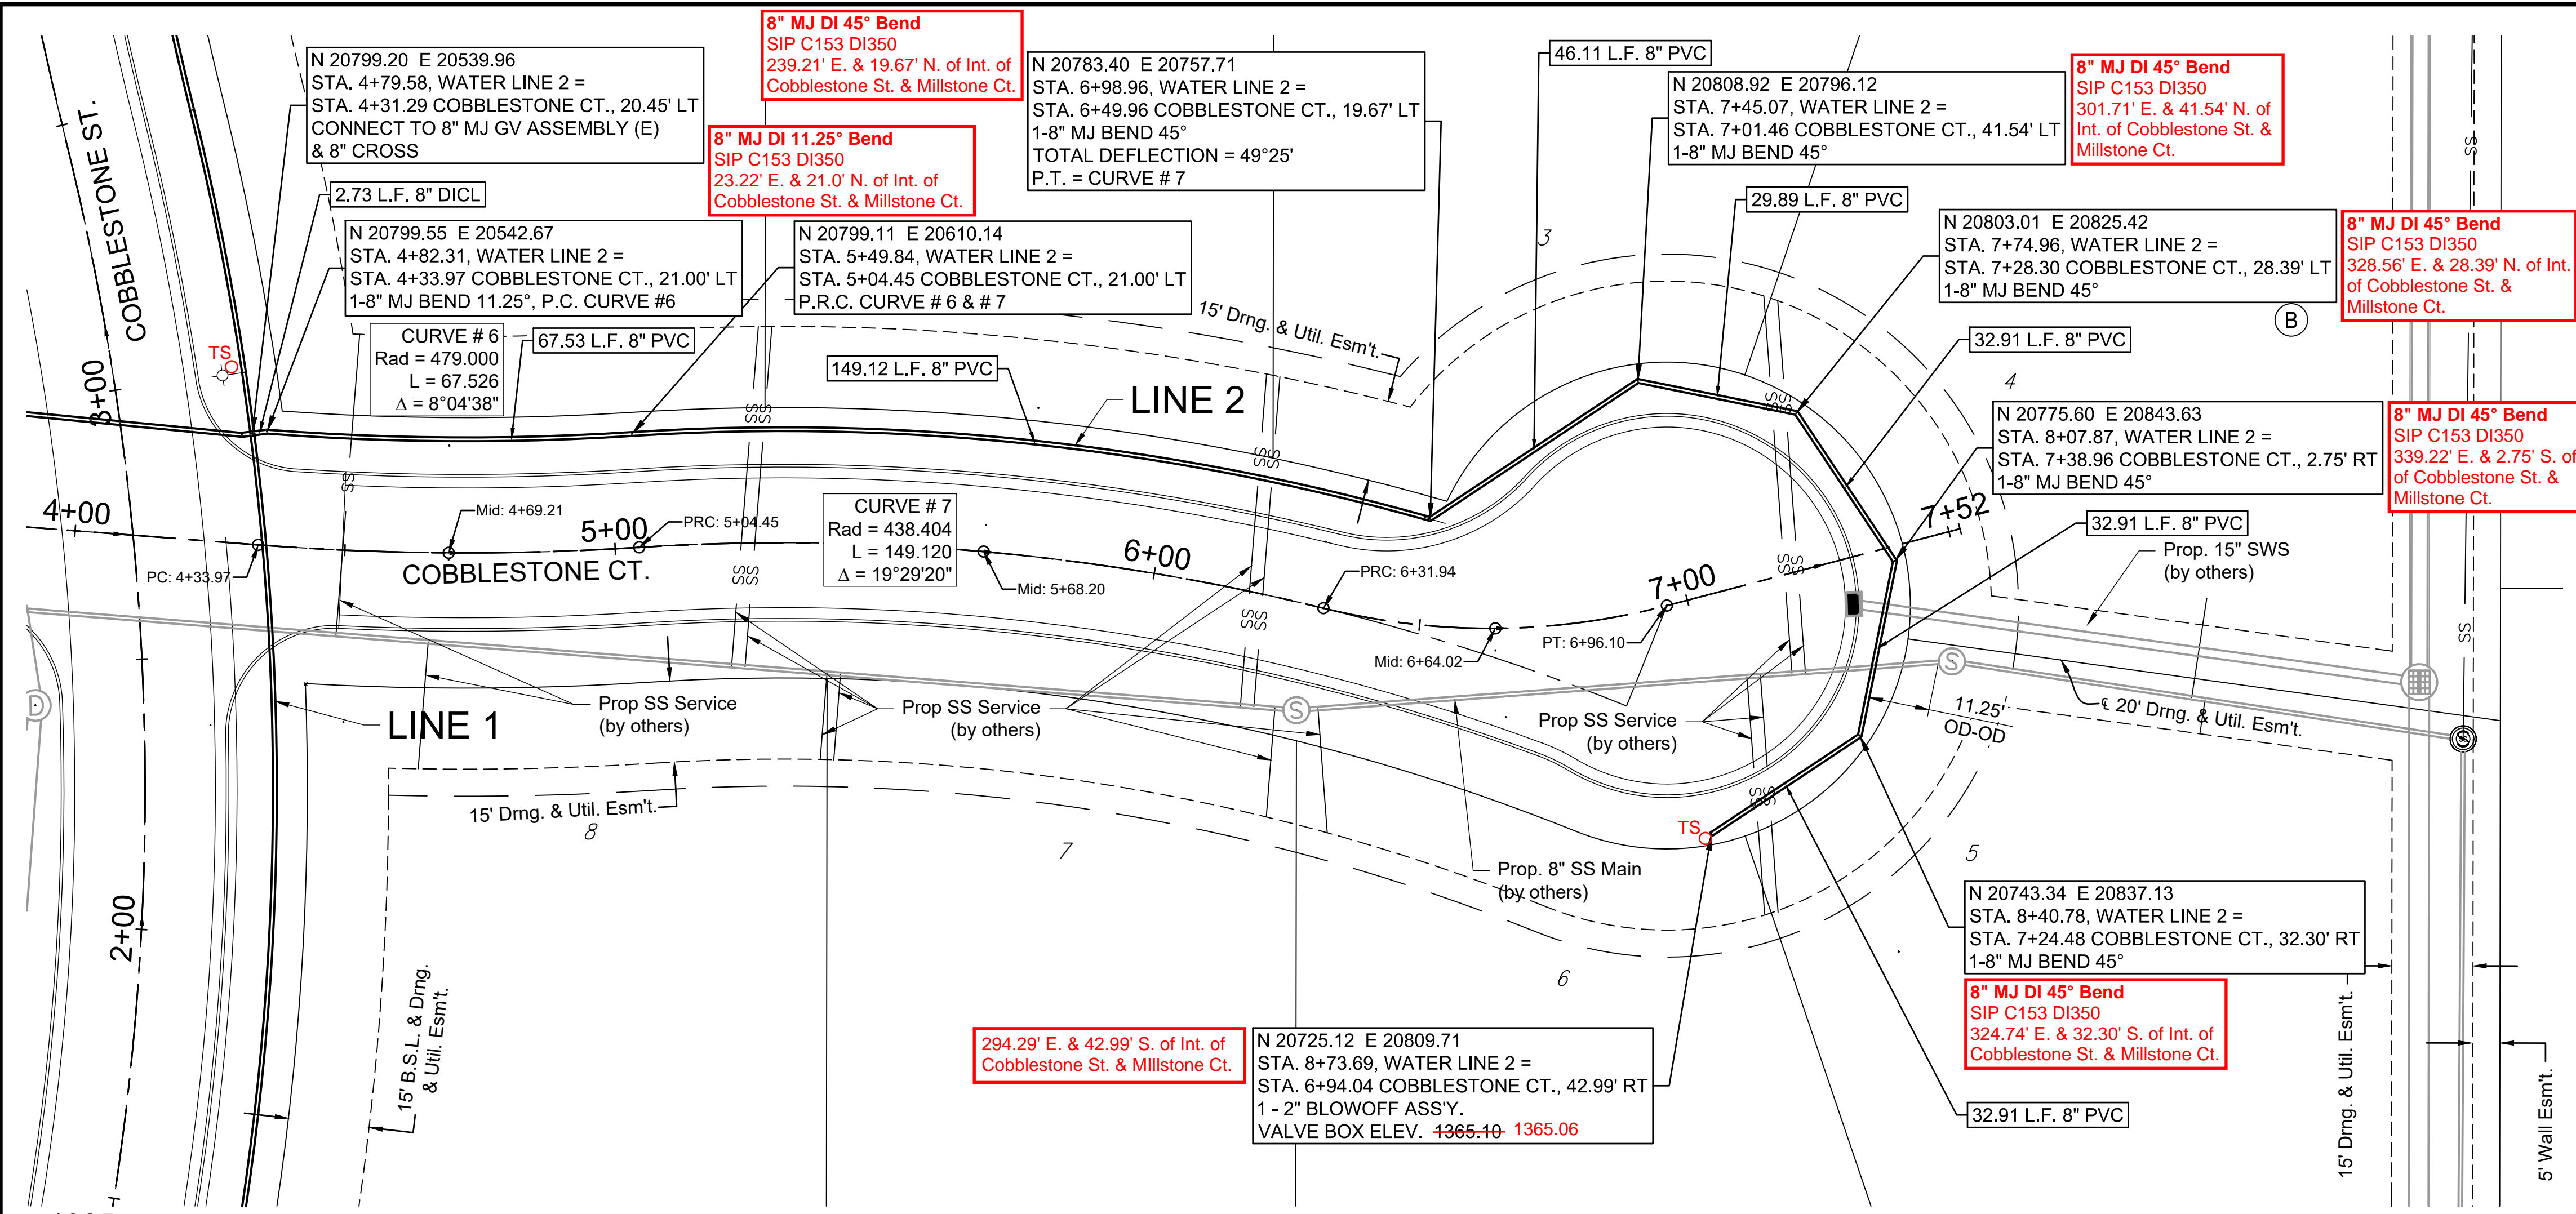 N 20799.20 E 20539.96
STA. 4+79.58, WATER LINE 2 =
STA. 4+31.29 COBBLESTONE CT., 20.45' LT
CONNECT TO 8" MJ GV ASSEMBLY (E)
& 8" CROSS
8" MJ DI 45° Bend
SIP C153 DI350
239.21' E. & 19.67' N. of Int. of
Cobblestone St. & Millstone Ct.
N 20783.40 E 20757.71
STA. 6+98.96, WATER LINE 2 =
STA. 6+49.96 COBBLESTONE CT., 19.67' LT
1-8" MJ BEND 45°
TOTAL DEFLECTION = 49°25'
P.T. = CURVE # 7
46.11 L.F. 8" PVC
N 20808.92 E 20796.12
STA. 7+45.07, WATER LINE 2 =
STA. 7+01.46 COBBLESTONE CT., 41.54' LT
1-8" MJ BEND 45°
8" MJ DI 45° Bend
SIP C153 DI350
301.71' E. & 41.54' N. of
Int. of Cobblestone St. &
Millstone Ct.
COBBLESTONE ST.
8" MJ DI 11.25° Bend
SIP C153 DI350
23.22' E. & 21.0' N. of Int. of
Cobblestone St. & Millstone Ct.
2.73 L.F. 8" DICL
29.89 L.F. 8" PVC
N 20799.55 E 20542.67
STA. 4+82.31, WATER LINE 2 =
STA. 4+33.97 COBBLESTONE CT., 21.00' LT
1-8" MJ BEND 11.25°, P.C. CURVE #6
N 20799.11 E 20610.14
STA. 5+49.84, WATER LINE 2 =
STA. 5+04.45 COBBLESTONE CT., 21.00' LT
P.R.C. CURVE # 6 & # 7
3
N 20803.01 E 20825.42
STA. 7+74.96, WATER LINE 2 =
STA. 7+28.30 COBBLESTONE CT., 28.39' LT
1-8" MJ BEND 45°
8" MJ DI 45° Bend
SIP C153 DI350
328.56' E. & 28.39' N. of Int.
of Cobblestone St. &
Millstone Ct.
B
15' Drng. & Util. Esm't.
CURVE # 6
Rad = 479.000
L = 67.526
Δ = 8°04'38"
67.53 L.F. 8" PVC
149.12 L.F. 8" PVC
32.91 L.F. 8" PVC
TS
3+00
LINE 2
4
N 20775.60 E 20843.63
STA. 8+07.87, WATER LINE 2 =
STA. 7+38.96 COBBLESTONE CT., 2.75' RT
1-8" MJ BEND 45°
8" MJ DI 45° Bend
SIP C153 DI350
339.22' E. & 2.75' S. of
of Cobblestone St. &
Millstone Ct.
SS
SS
SS
SS
SS
SS
SS
SS
SS
4+00
Mid: 4+69.21
5+00
PRC: 5+04.45
CURVE # 7
Rad = 438.404
L = 149.120
Δ = 19°29'20"
6+00
7+52
32.91 L.F. 8" PVC
Prop. 15" SWS
(by others)
PC: 4+33.97
COBBLESTONE CT.
SS
SS
SS
SS
SS
SS
Mid: 5+68.20
PRC: 6+31.94
7+00
PT: 6+96.10
Mid: 6+64.02
SS
D
S
S
LINE 1
Prop SS Service
(by others)
Prop SS Service
(by others)
Prop SS Service
(by others)
11.25'
OD-OD
℄ 20' Drng. & Util. Esm't.
SS
SS
15' Drng. & Util. Esm't.
8
7
TS
5
Prop. 8" SS Main
(by others)
2+00
6
N 20743.34 E 20837.13
STA. 8+40.78, WATER LINE 2 =
STA. 7+24.48 COBBLESTONE CT., 32.30' RT
1-8" MJ BEND 45°
8" MJ DI 45° Bend
SIP C153 DI350
324.74' E. & 32.30' S. of Int. of
Cobblestone St. & Millstone Ct.
15' B.S.L. & Drng.
& Util. Esm't.
294.29' E. & 42.99' S. of Int. of
Cobblestone St. & MIllstone Ct.
N 20725.12 E 20809.71
STA. 8+73.69, WATER LINE 2 =
STA. 6+94.04 COBBLESTONE CT., 42.99' RT
1 - 2" BLOWOFF ASS'Y.
VALVE BOX ELEV. 1365.10 1365.06
32.91 L.F. 8" PVC
15' Drng. & Util. Esm't.
5' Wall Esm't.